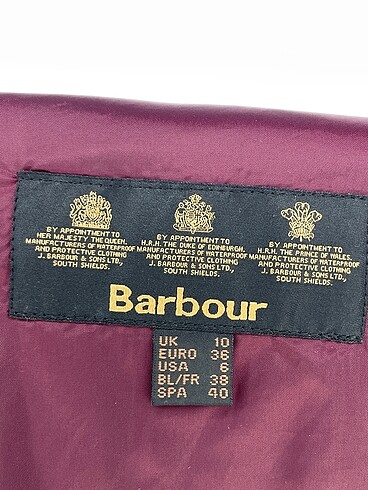 BY APPOINTMENT TO
HER MAJESTY THE QUEEN.
MANUFACTURERS OF WATERPROOF
AND PROTECTIVE CLOTHING
J. BARBOUR & SONS LTD.,
SOUTH SHIELDS.
BY APPOINTMENT TO
H.R.H. THE DUKE OF EDINBURGH.
MANUFACTURERS OF WATERPROOF
AND PROTECTIVE CLOTHING
J. BARBOUR & SONS LTD.,
SOUTH SHIELDS.
BY APPOINTMENT TO
H.R.H. THE PRINCE OF WALES.
MANUFACTURERS OF WATERPROOF
AND PROTECTIVE CLOTHING
J. BARBOUR & SONS LTD.,
SOUTH SHIELDS.
Barbour
UK 10
EURO 36
USA 6
BL/FR 38
SPA 40